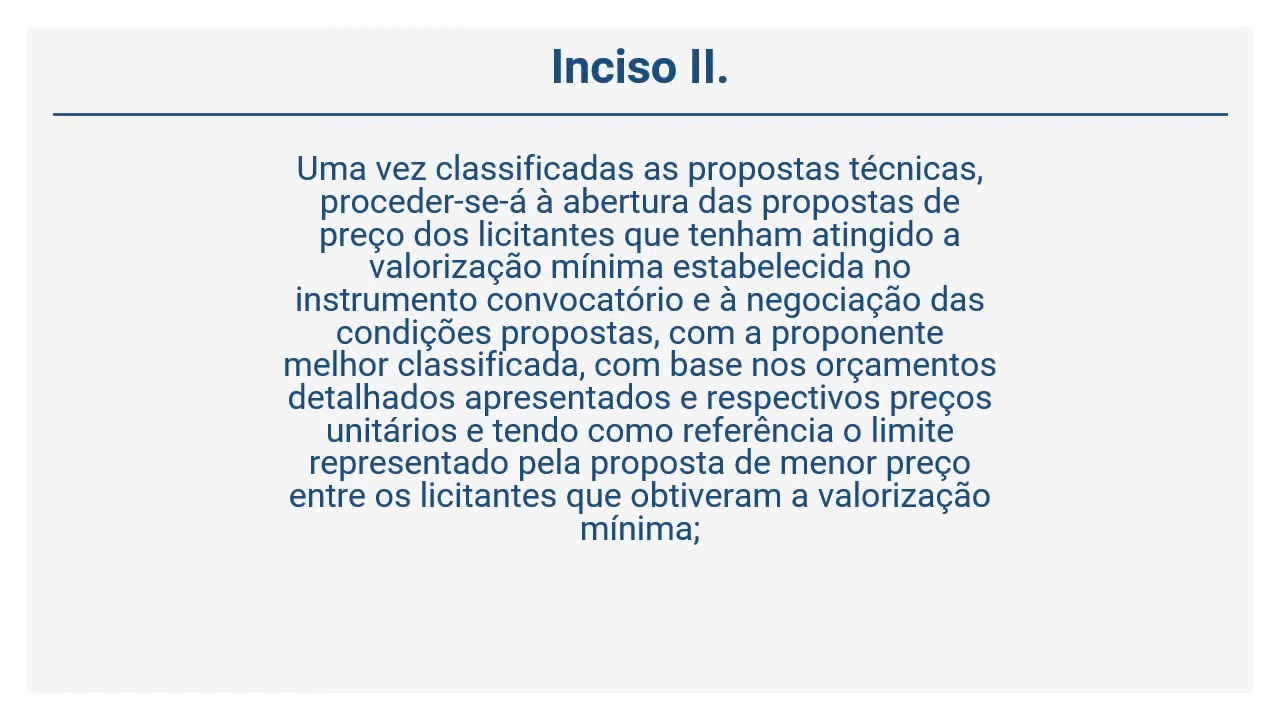 Inciso II.
Uma vez classificadas as propostas técnicas,
proceder-se-á à abertura das propostas de
preço dos licitantes que tenham atingido a
valorização mínima estabelecida no
instrumento convocatório e à negociação das
condições propostas, com a proponente
melhor classificada, com base nos orçamentos
detalhados apresentados e respectivos preços
unitários e tendo como referência o limite
representado pela proposta de menor preço
entre os licitantes que obtiveram a valorização
mínima;